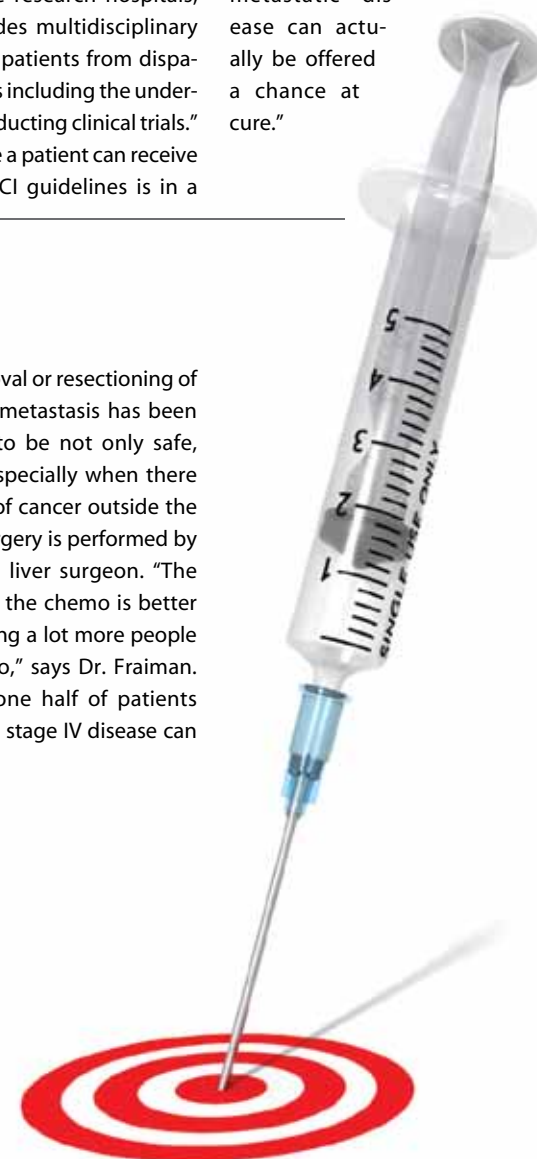 e research hospitals,
des multidisciplinary
patients from dispa-
s including the under-
ducting clinical trials.”
e a patient can receive
CI guidelines is in a
ease can actu-
ally be offered
a chance at
cure.”
val or resectioning of
metastasis has been
to be not only safe,
specially when there
of cancer outside the
rgery is performed by
liver surgeon. “The
the chemo is better
ng a lot more people
o,” says Dr. Fraiman.
one half of patients
stage IV disease can
5
4
3
2
1
SINGLE USE ONLY